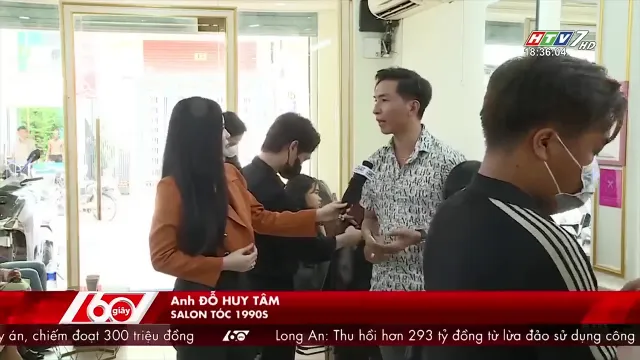 HTV7 HD
18:36:04
60 giây
Anh ĐỖ HUY TÂM
SALON TÓC 1990S
y án, chiếm đoạt 300 triệu đồng 60 Long An: Thu hồi hơn 293 tỷ đồng từ lừa đảo sử dụng công